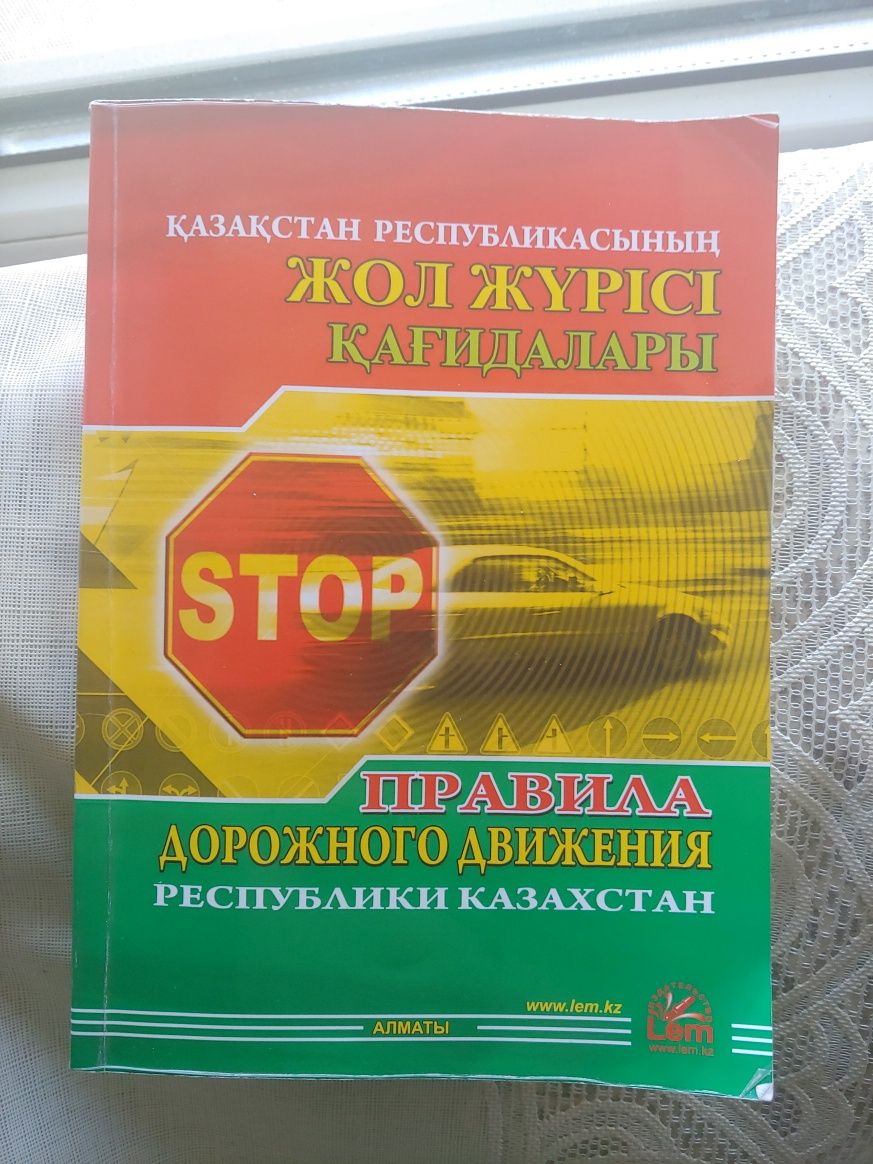 ҚАЗАҚСТАН РЕСПУБЛИКАСЫНЫҢ
ЖОЛ ЖҮРІСІ
ҚАҒИДАЛАРЫ
STOP
ПРАВИЛА
ДОРОЖНОГО ДВИЖЕНИЯ
РЕСПУБЛИКИ КАЗАХСТАН
www.lem.kz
АЛМАТЫ
издательство
Lem
www.lem.kz